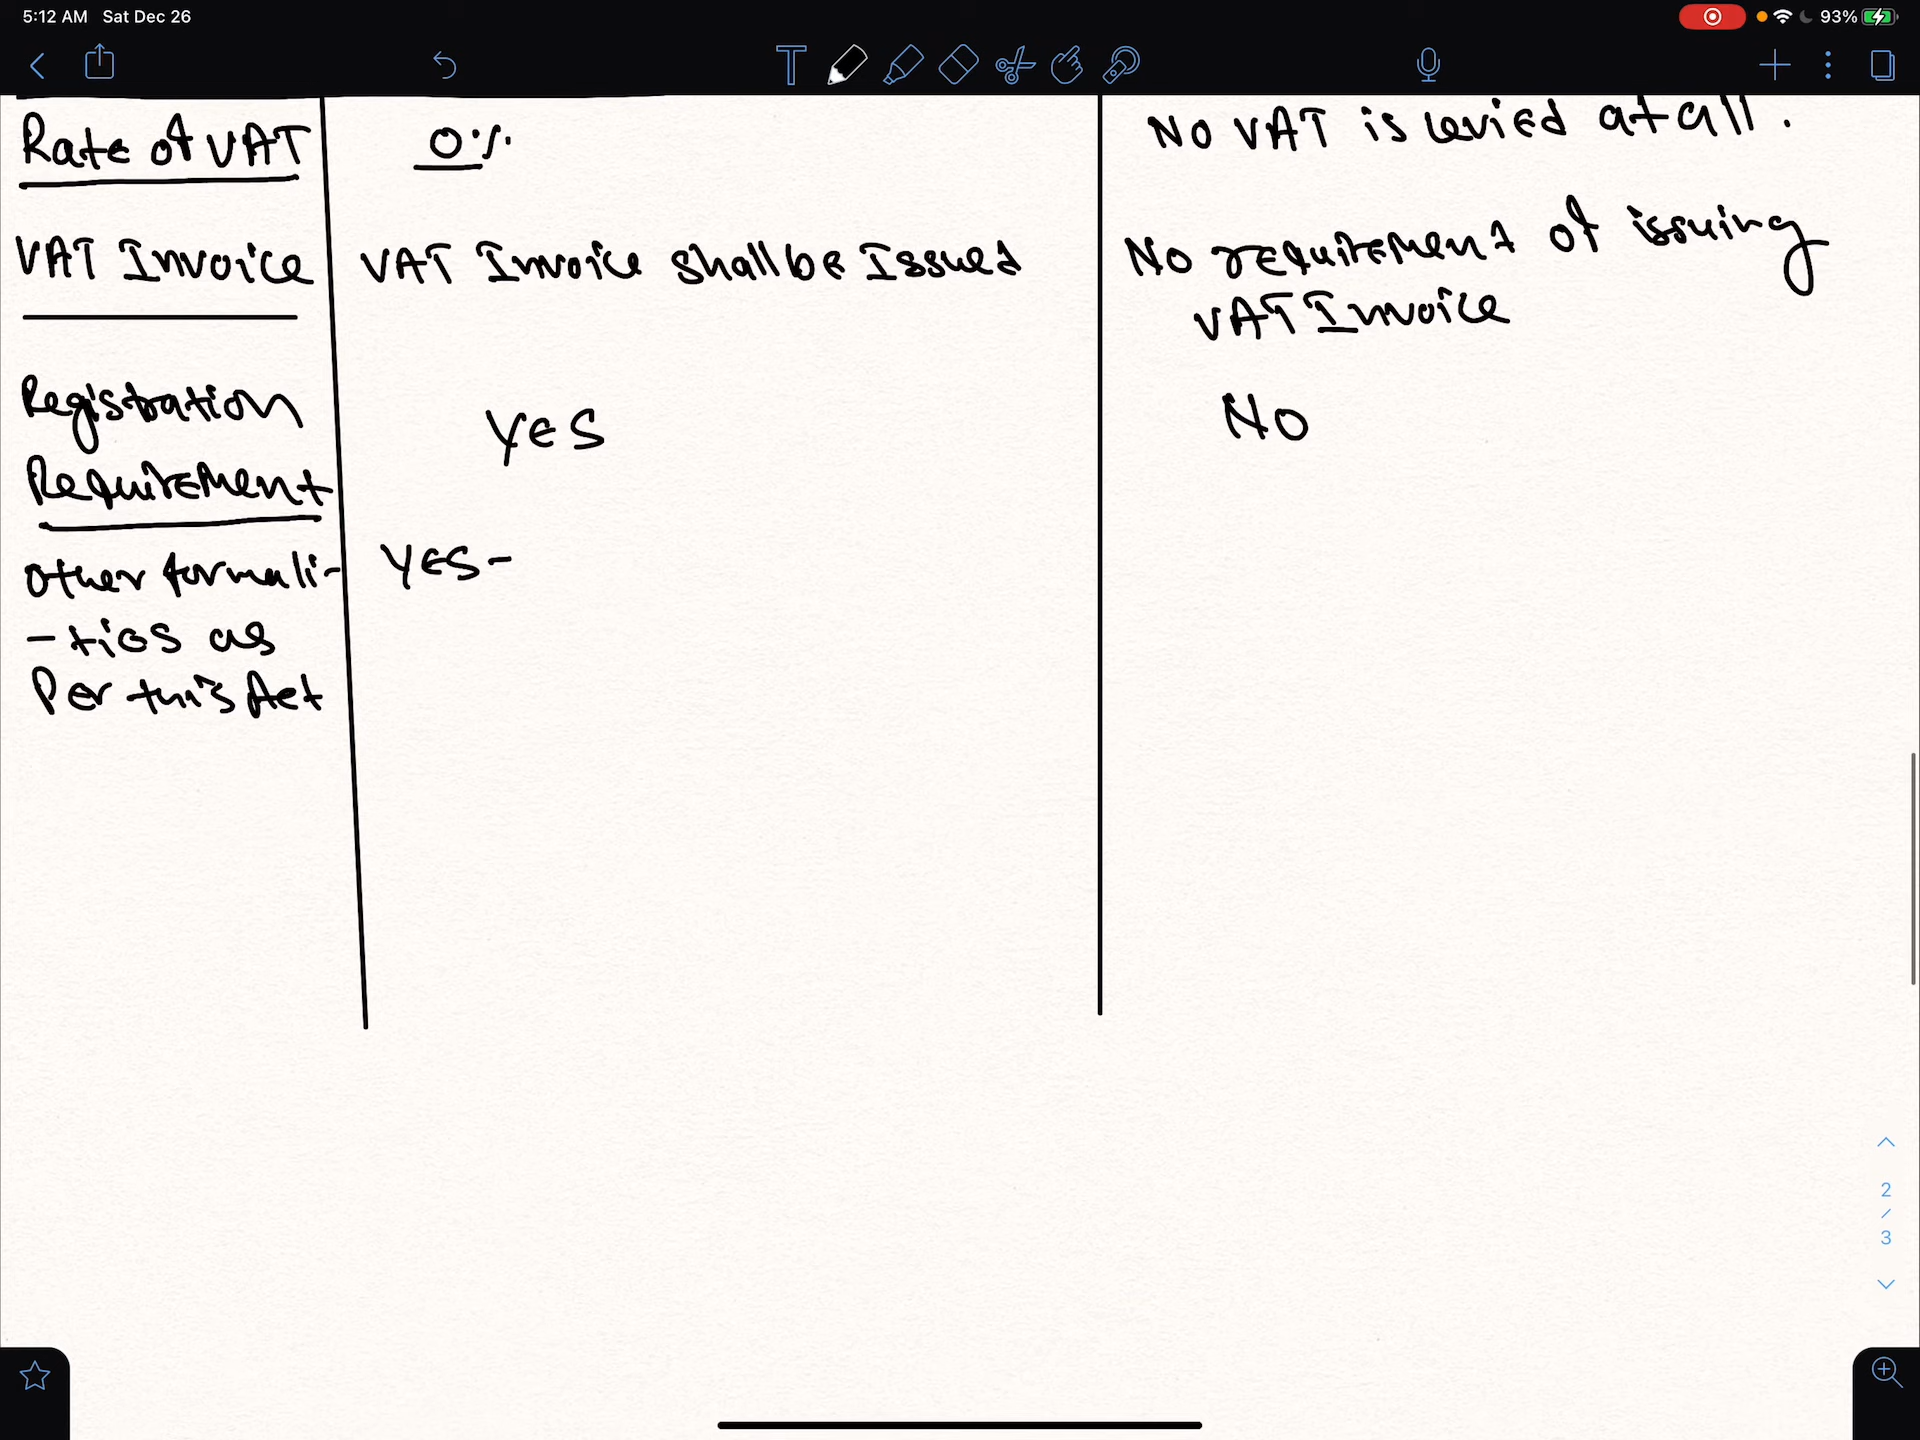 5:12 AM Sat Dec 26
93%
Rate of VAT
0%
No VAT is levied at all.
VAT Invoice
VAT Invoice shall be Issued
No requirement of issuing
VAT Invoice
Registration
Requirement
YES
No
Other formali-
-ties as
Per this Act
YES-
2
/
3